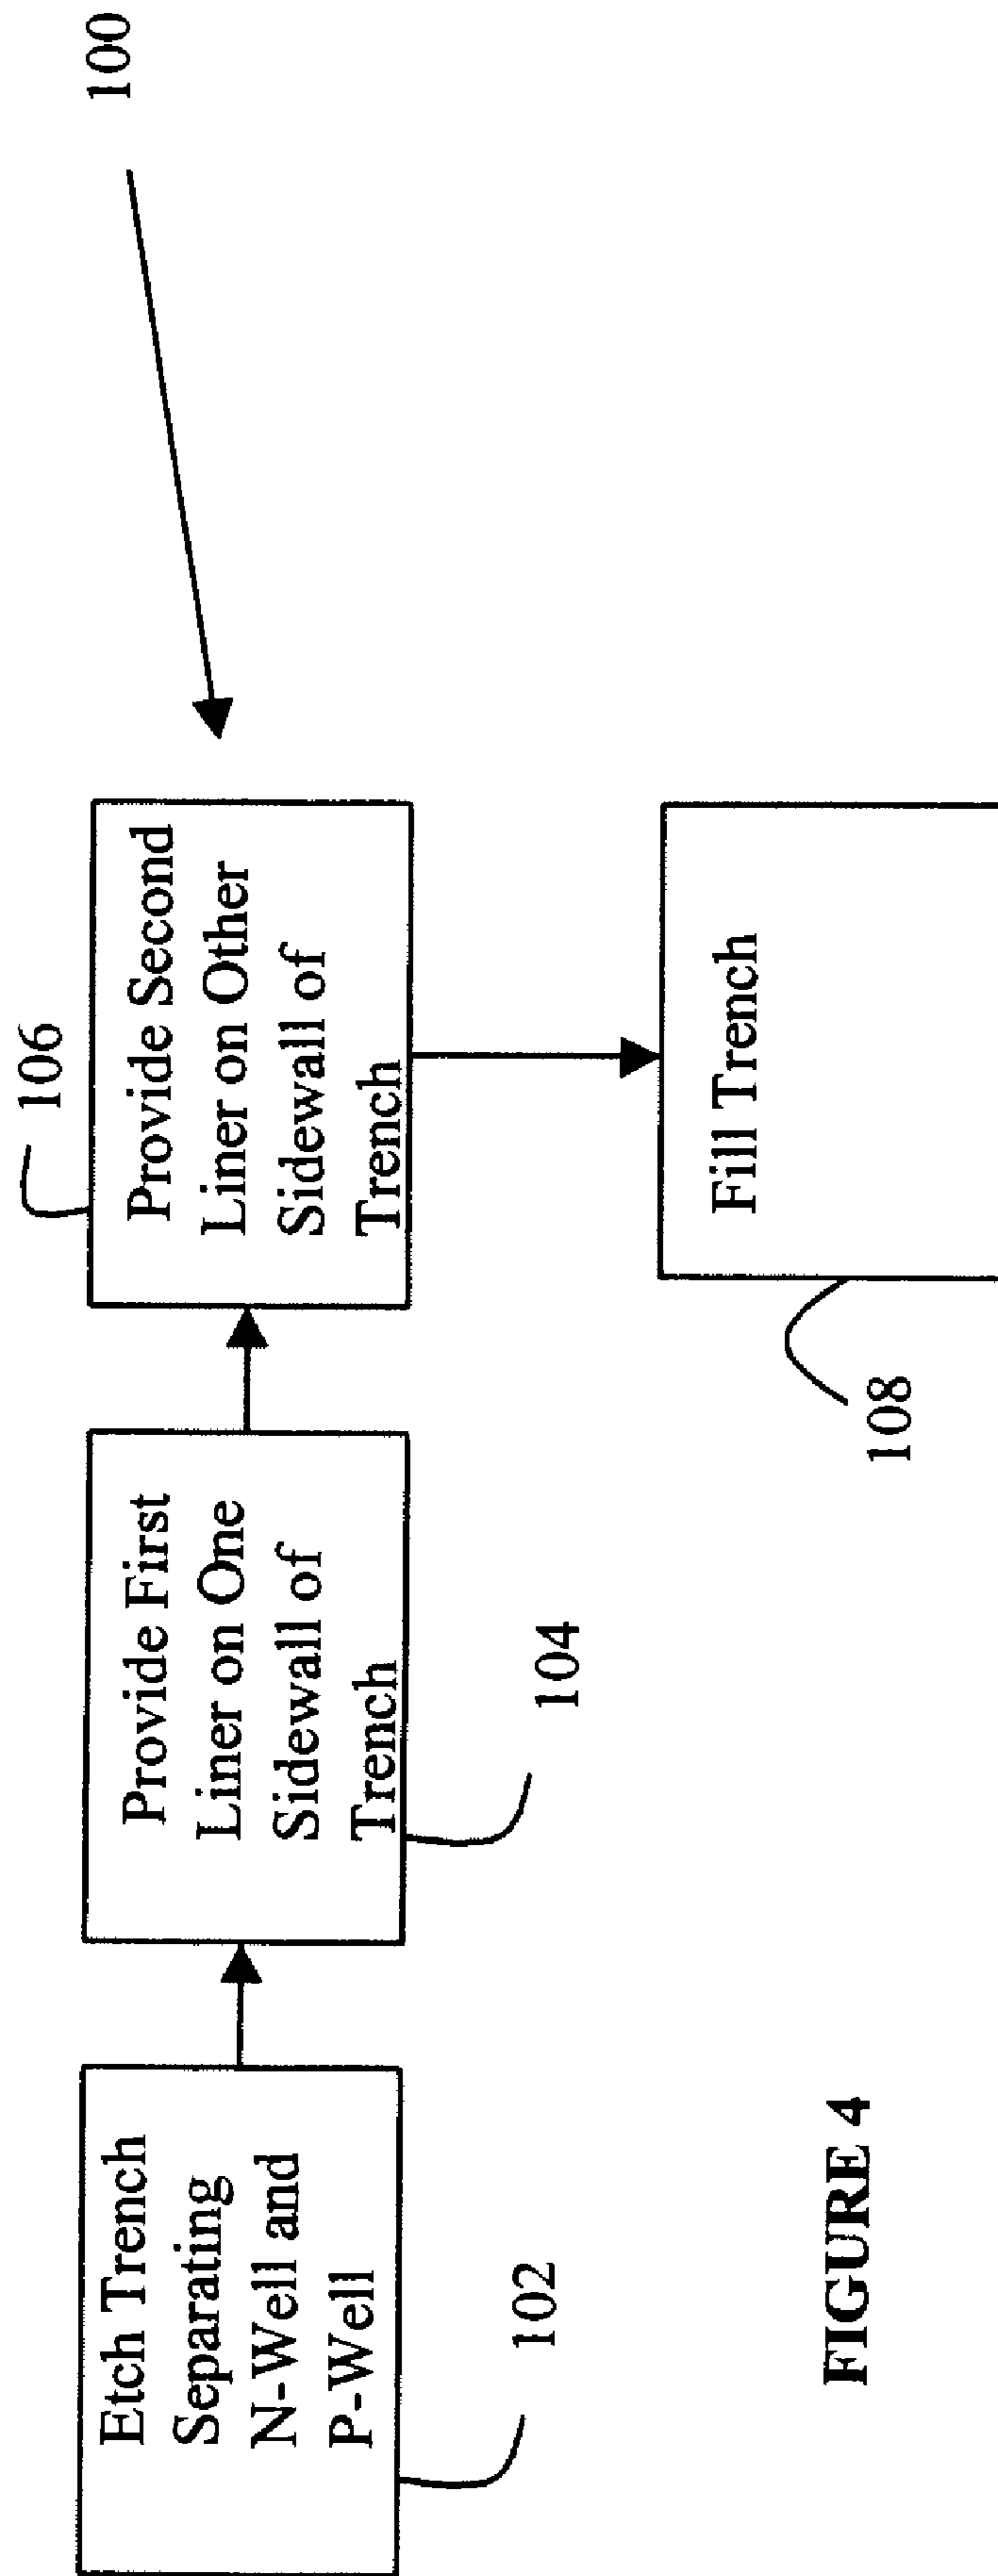 100
Etch Trench
Separating
N-Well and
P-Well
102
Provide First
Liner on One
Sidewall of
Trench
104
106
Provide Second
Liner on Other
Sidewall of
Trench
Fill Trench
108
FIGURE 4